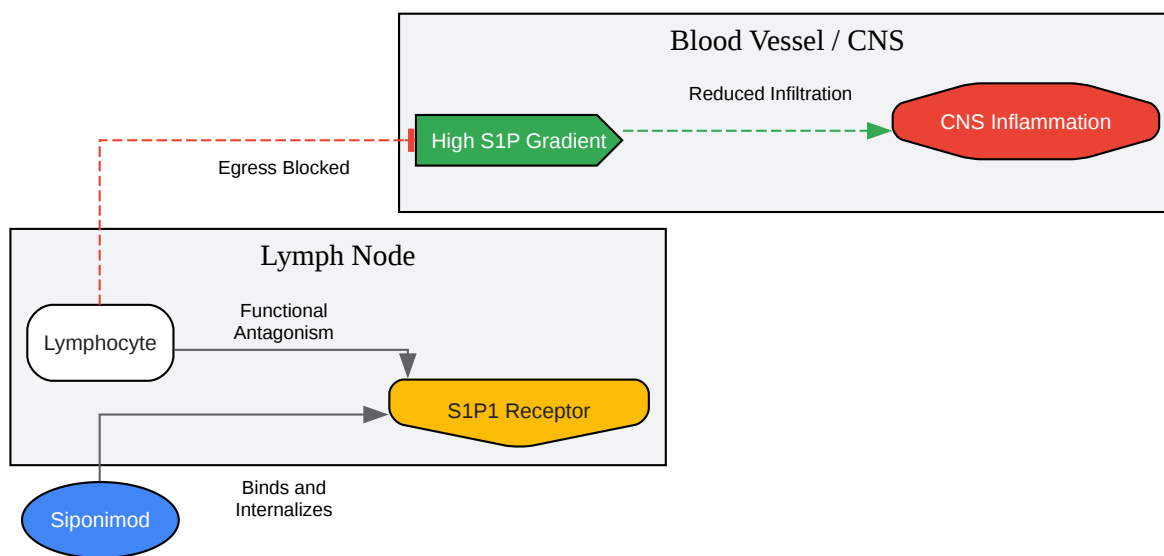 Blood Vessel / CNS
Reduced Infiltration
CNS Inflammation
High S1P Gradient
Egress Blocked
Lymph Node
Functional
Antagonism
Lymphocyte
S1P1 Receptor
Binds and
Internalizes
Siponimod